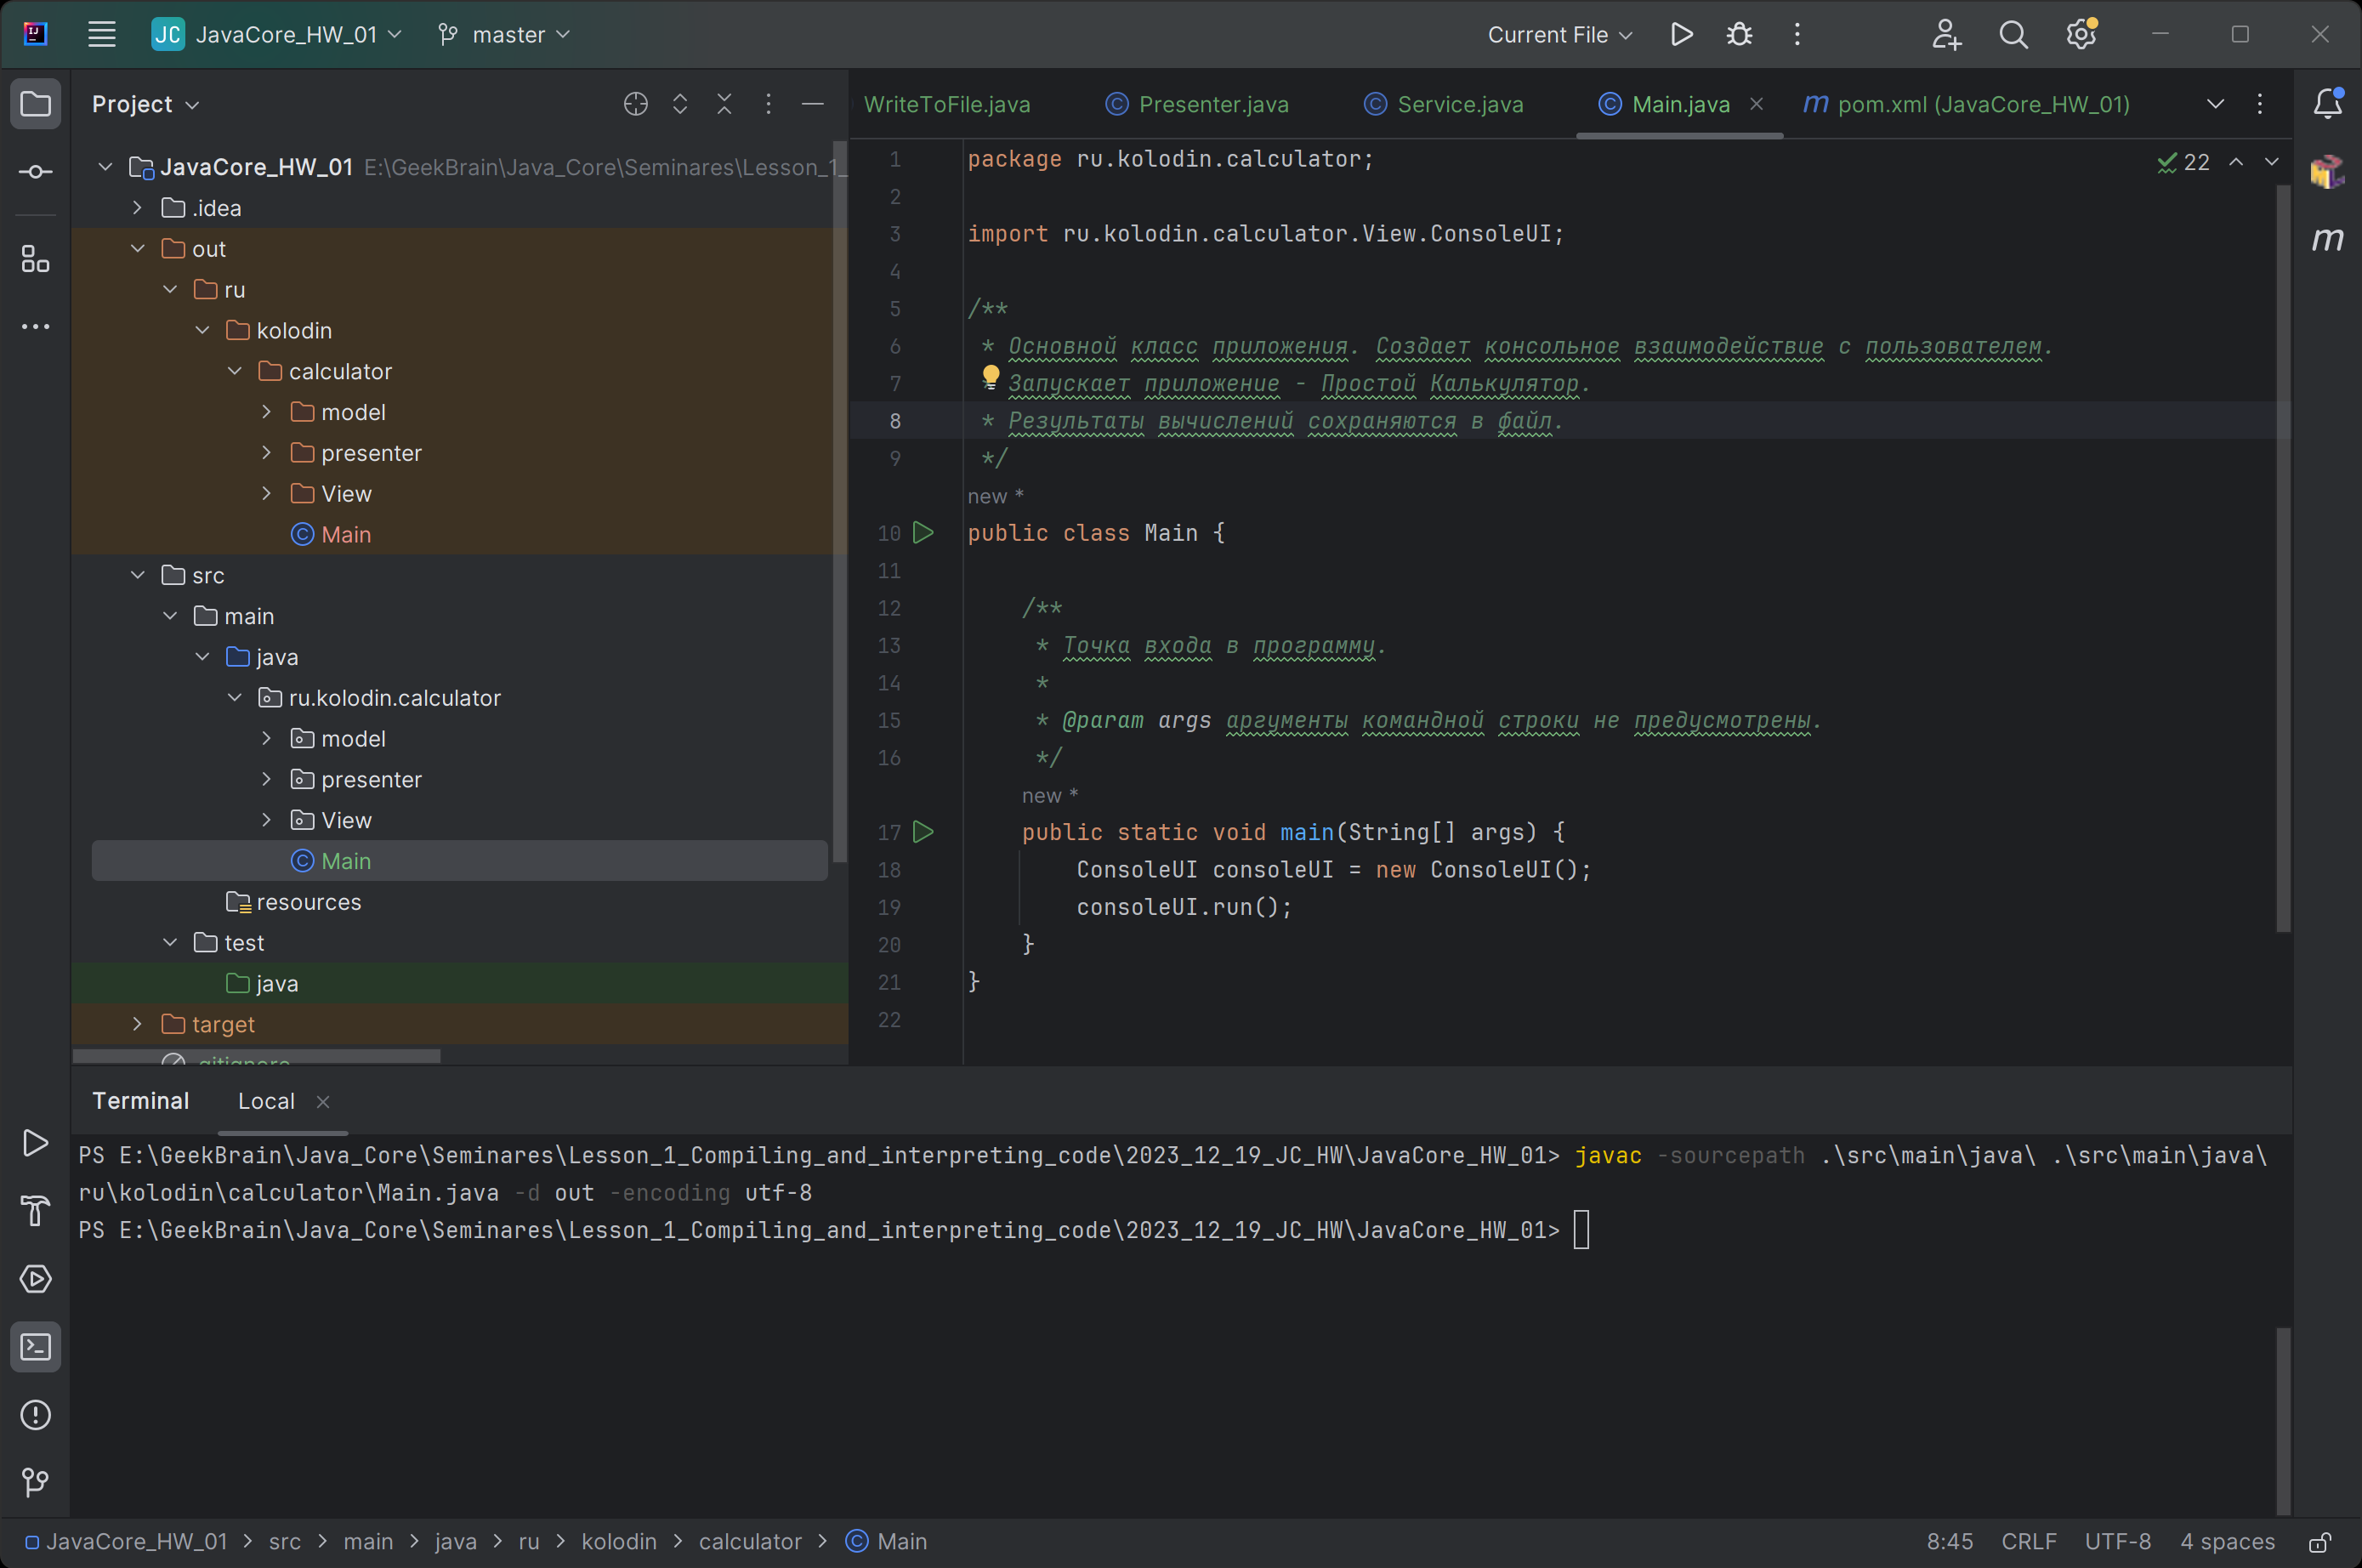 JC JavaCore_HW_01 master Current File
Project
WriteToFile.java Presenter.java Service.java Main.java pom.xml (JavaCore_HW_01)
JavaCore_HW_01 E:\GeekBrain\Java_Core\Seminares\Lesson_1_
.idea
out
ru
kolodin
calculator
model
presenter
View
Main
src
main
java
ru.kolodin.calculator
model
presenter
View
Main
resources
test
java
target
.gitignore
22
1 package ru.kolodin.calculator;
2
3 import ru.kolodin.calculator.View.ConsoleUI;
4
5 /**
6 * Основной класс приложения. Создает консольное взаимодействие с пользователем.
7 Запускает приложение - Простой Калькулятор.
8 * Результаты вычислений сохраняются в файл.
9 */
new *
10 public class Main {
11
12 /**
13 * Точка входа в программу.
14 *
15 * @param args аргументы командной строки не предусмотрены.
16 */
new *
17 public static void main(String[] args) {
18 ConsoleUI consoleUI = new ConsoleUI();
19 consoleUI.run();
20 }
21 }
22
Terminal Local
PS E:\GeekBrain\Java_Core\Seminares\Lesson_1_Compiling_and_interpreting_code\2023_12_19_JC_HW\JavaCore_HW_01> javac -sourcepath .\src\main\java\ .\src\main\java\
ru\kolodin\calculator\Main.java -d out -encoding utf-8
PS E:\GeekBrain\Java_Core\Seminares\Lesson_1_Compiling_and_interpreting_code\2023_12_19_JC_HW\JavaCore_HW_01>
JavaCore_HW_01 > src > main > java > ru > kolodin > calculator > Main 8:45 CRLF UTF-8 4 spaces